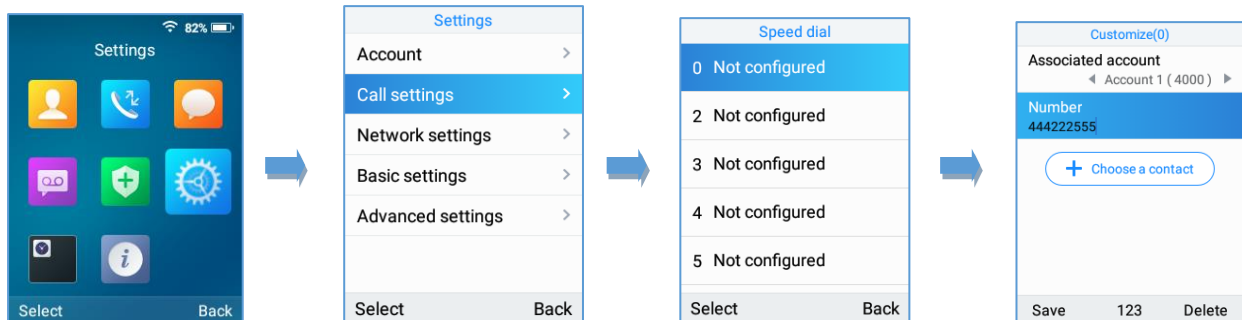 82%
Settings
Select Back
Settings
Account
Call settings
Network settings
Basic settings
Advanced settings
Select Back
Speed dial
0 Not configured
2 Not configured
3 Not configured
4 Not configured
5 Not configured
Select Back
Customize(0)
Associated account
Account 1 ( 4000 )
Number
444222555
+ Choose a contact
Save 123 Delete